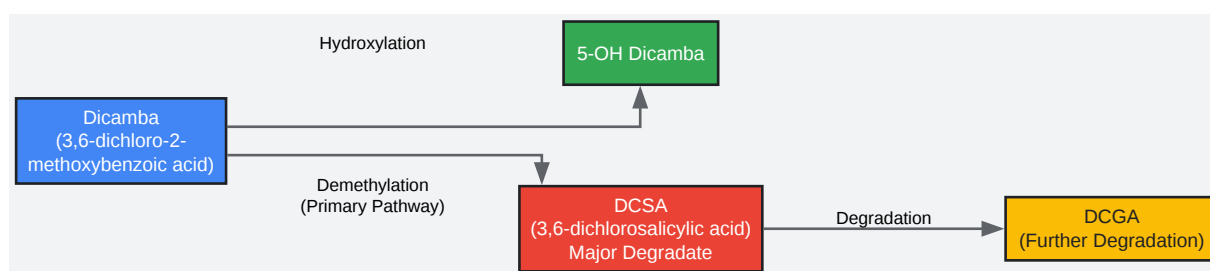 Hydroxylation
5-OH Dicamba
Dicamba
(3,6-dichloro-2-
methoxybenzoic acid)
Demethylation
(Primary Pathway)
DCSA
(3,6-dichlorosalicylic acid)
Major Degradate
Degradation
DCGA
(Further Degradation)